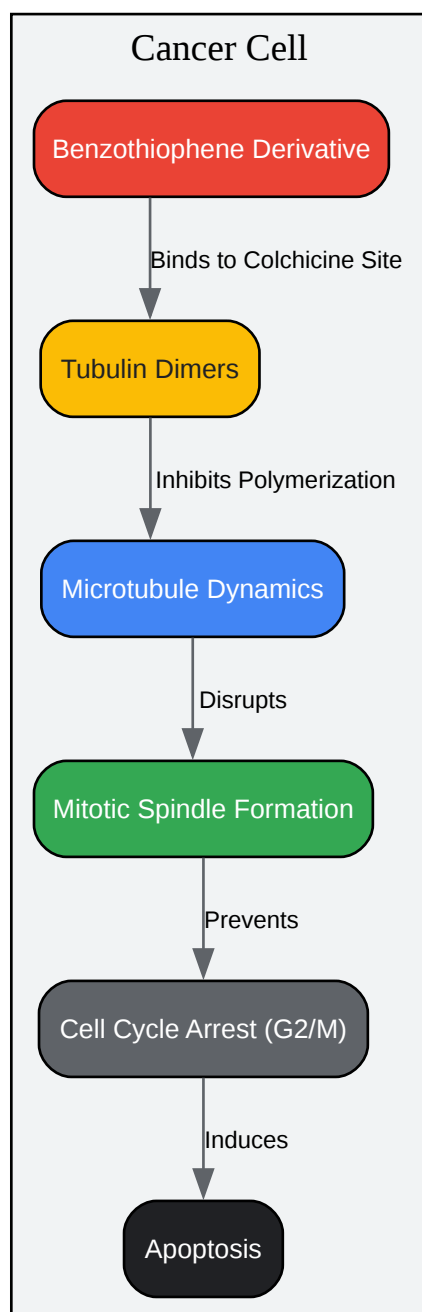 Cancer Cell
Benzothiophene Derivative
Binds to Colchicine Site
Tubulin Dimers
Inhibits Polymerization
Microtubule Dynamics
Disrupts
Mitotic Spindle Formation
Prevents
Cell Cycle Arrest (G2/M)
Induces
Apoptosis